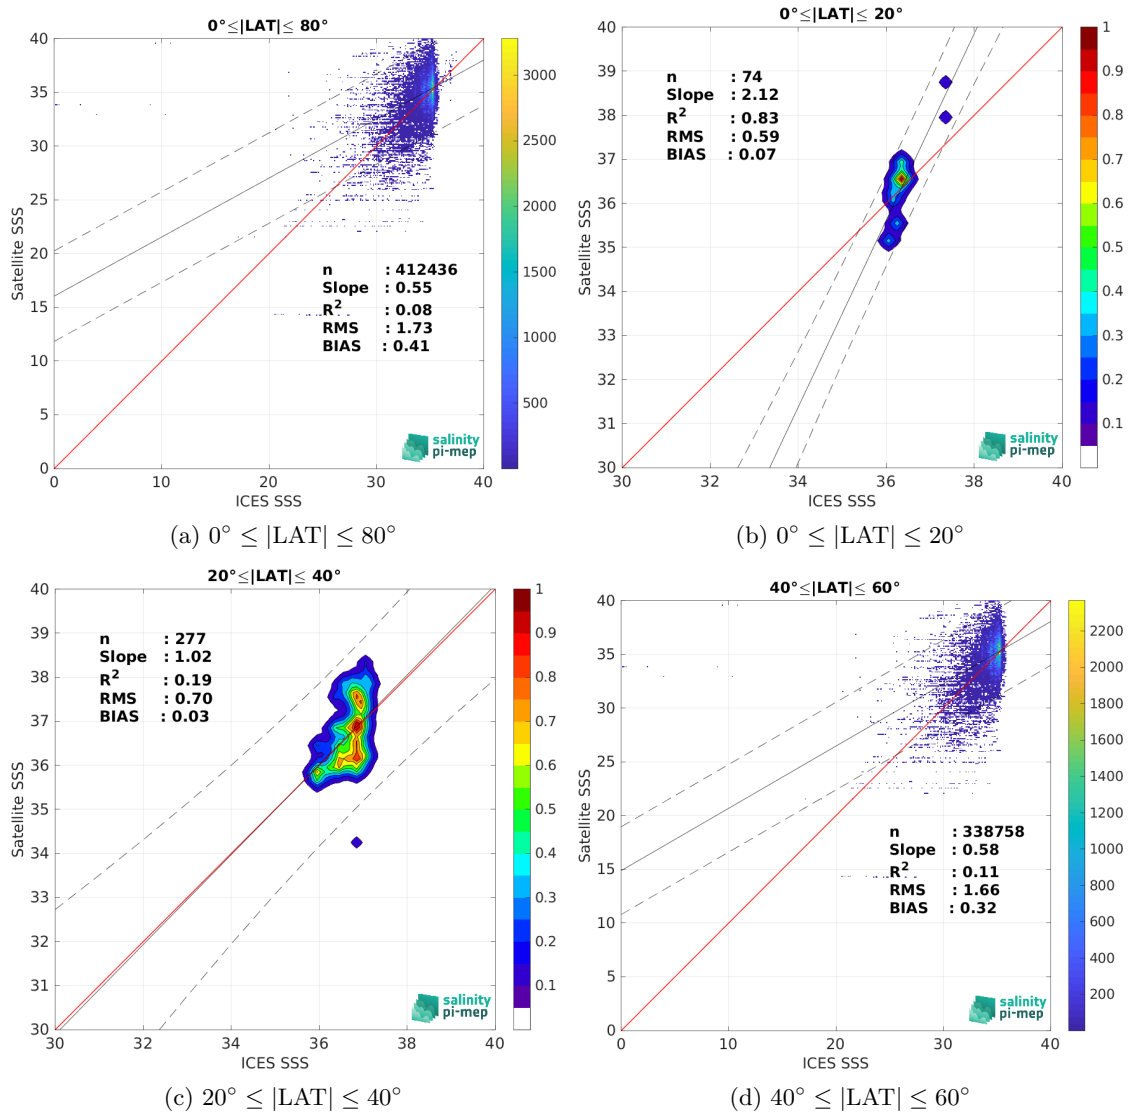 0°≤|LAT|≤ 80°
40
35
30
25
20
15
10
5
0
Satellite SSS
n : 412436
Slope : 0.55
R² : 0.08
RMS : 1.73
BIAS : 0.41
salinity
pi-mep
0 10 20 30 40
ICES SSS
3000
2500
2000
1500
1000
500
(a) 0° ≤ |LAT| ≤ 80°
0°≤|LAT|≤ 20°
40
39
38
37
36
35
34
33
32
31
30
Satellite SSS
n : 74
Slope : 2.12
R² : 0.83
RMS : 0.59
BIAS : 0.07
salinity
pi-mep
30 32 34 36 38 40
ICES SSS
1
0.9
0.8
0.7
0.6
0.5
0.4
0.3
0.2
0.1
(b) 0° ≤ |LAT| ≤ 20°
20°≤|LAT|≤ 40°
40
39
38
37
36
35
34
33
32
31
30
Satellite SSS
n : 277
Slope : 1.02
R² : 0.19
RMS : 0.70
BIAS : 0.03
salinity
pi-mep
30 32 34 36 38 40
ICES SSS
1
0.9
0.8
0.7
0.6
0.5
0.4
0.3
0.2
0.1
(c) 20° ≤ |LAT| ≤ 40°
40°≤|LAT|≤ 60°
40
35
30
25
20
15
10
5
0
Satellite SSS
n : 338758
Slope : 0.58
R² : 0.11
RMS : 1.66
BIAS : 0.32
salinity
pi-mep
0 10 20 30 40
ICES SSS
2200
2000
1800
1600
1400
1200
1000
800
600
400
200
(d) 40° ≤ |LAT| ≤ 60°